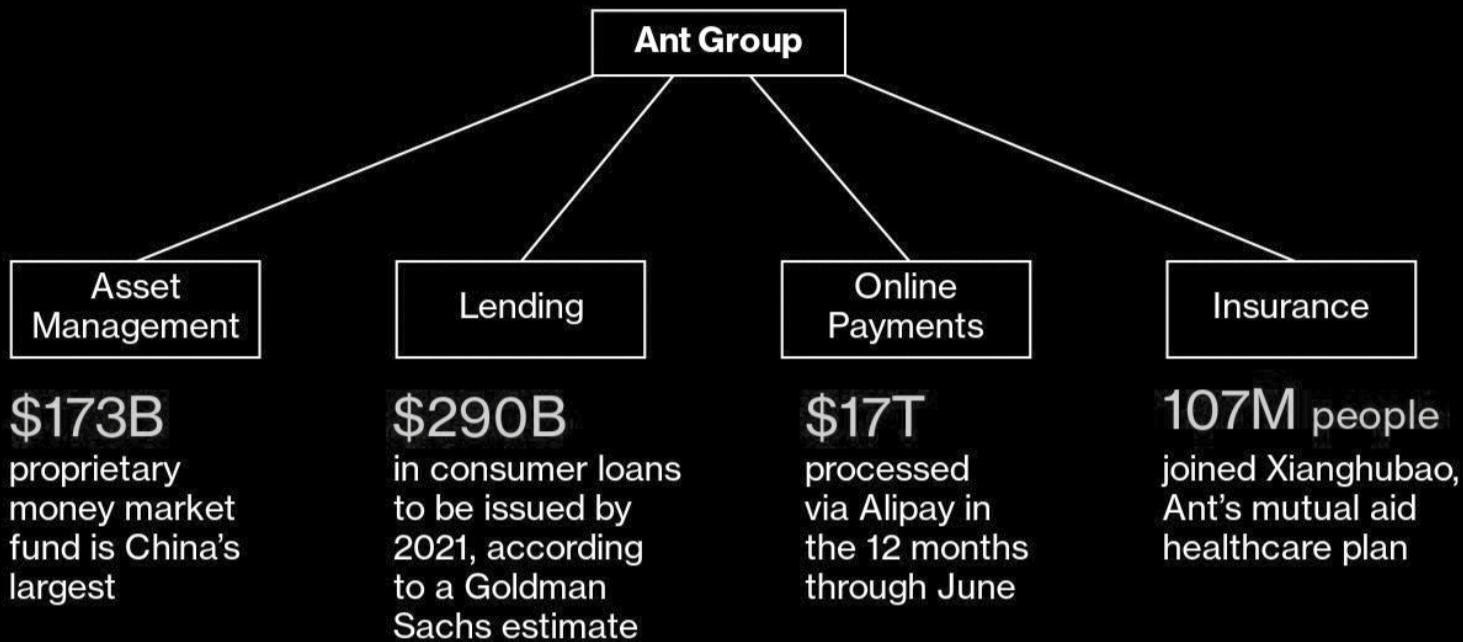 Ant Group
Asset
Management
Lending
Online
Payments
Insurance
$173B
proprietary
money market
fund is China's
largest
$290B
in consumer loans
to be issued by
2021, according
to a Goldman
Sachs estimate
$17T
processed
via Alipay in
the 12 months
through June
107M people
joined Xianghubao,
Ant's mutual aid
healthcare plan